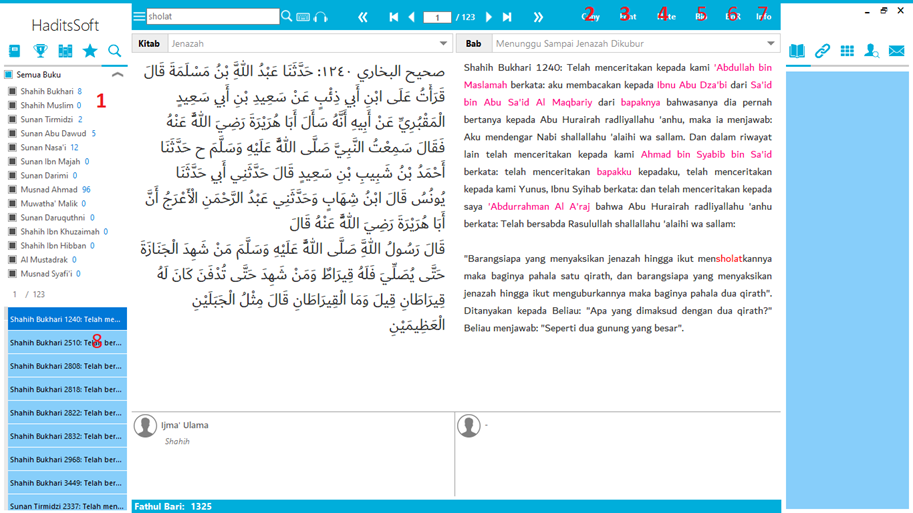 HaditsSoft
sholat
1 / 123
2 3 4 5 6 7
Info
Kitab Jenazah
Bab Menunggu Sampai Jenazah Dikubur
Semua Buku
Shahih Bukhari 8
Shahih Muslim 0
1
Sunan Tirmidzi 2
Sunan Abu Dawud 5
Sunan Nasa'i 12
Sunan Ibn Majah 0
Sunan Darimi 0
Musnad Ahmad 96
Muwatha' Malik 0
Sunan Daruquthni 0
Shahih Ibn Khuzaimah 0
Shahih Ibn Hibban 0
Al Mustadrak 0
Musnad Syafi'i 0
1 / 123
Shahih Bukhari 1240: Telah me...
Shahih Bukhari 2510: Telah ber...
8
Shahih Bukhari 2808: Telah ber...
Shahih Bukhari 2818: Telah ber...
Shahih Bukhari 2822: Telah ber...
Shahih Bukhari 2832: Telah ber...
Shahih Bukhari 2968: Telah ber...
Shahih Bukhari 3449: Telah ber...
Sunan Tirmidzi 2337: Telah men...
صحيح البخاري ١٢٤٠: حَدَّثَنَا عَبْدُ اللَّهِ بْنُ مَسْلَمَةَ قَالَ
قَرَأْتُ عَلَى ابْنِ أَبِي ذِئْبٍ عَنْ سَعِيدِ بْنِ أَبِي سَعِيدٍ
الْمَقْبُرِيِّ عَنْ أَبِيهِ أَنَّهُ سَأَلَ أَبَا هُرَيْرَةَ رَضِيَ اللَّهُ عَنْهُ
فَقَالَ سَمِعْتُ النَّبِيَّ صَلَّى اللَّهُ عَلَيْهِ وَسَلَّمَ ح حَدَّثَنَا
أَحْمَدُ بْنُ شَبِيبِ بْنِ سَعِيدٍ قَالَ حَدَّثَنِي أَبِي حَدَّثَنَا
يُونُسُ قَالَ ابْنُ شِهَابٍ وَحَدَّثَنِي عَبْدُ الرَّحْمَنِ الْأَعْرَجُ أَنَّ
أَبَا هُرَيْرَةَ رَضِيَ اللَّهُ عَنْهُ قَالَ
قَالَ رَسُولُ اللَّهِ صَلَّى اللَّهُ عَلَيْهِ وَسَلَّمَ مَنْ شَهِدَ الْجَنَازَةَ
حَتَّى يُصَلِّيَ فَلَهُ قِيرَاطٌ وَمَنْ شَهِدَ حَتَّى تُدْفَنَ كَانَ لَهُ
قِيرَاطَانِ قِيلَ وَمَا الْقِيرَاطَانِ قَالَ مِثْلُ الْجَبَلَيْنِ
الْعَظِيمَيْنِ
Shahih Bukhari 1240: Telah menceritakan kepada kami 'Abdullah bin
Maslamah berkata: aku membacakan kepada Ibnu Abu Dza'bi dari Sa'id
bin Abu Sa'id Al Maqbariy dari bapaknya bahwasanya dia pernah
bertanya kepada Abu Hurairah radliyallahu 'anhu, maka ia menjawab:
Aku mendengar Nabi shallallahu 'alaihi wa sallam. Dan dalam riwayat
lain telah menceritakan kepada kami Ahmad bin Syabib bin Sa'id
berkata: telah menceritakan bapakku kepadaku, telah menceritakan
kepada kami Yunus, Ibnu Syihab berkata: dan telah menceritakan kepada
saya 'Abdurrahman Al A'raj bahwa Abu Hurairah radliyallahu 'anhu
berkata: Telah bersabda Rasulullah shallallahu 'alaihi wa sallam:
"Barangsiapa yang menyaksikan jenazah hingga ikut mensholatkannya
maka baginya pahala satu qirath, dan barangsiapa yang menyaksikan
jenazah hingga ikut menguburkannya maka baginya pahala dua qirath".
Ditanyakan kepada Beliau: "Apa yang dimaksud dengan dua qirath?"
Beliau menjawab: "Seperti dua gunung yang besar".
Ijma' Ulama
Shahih
-
Fathul Bari: 1325